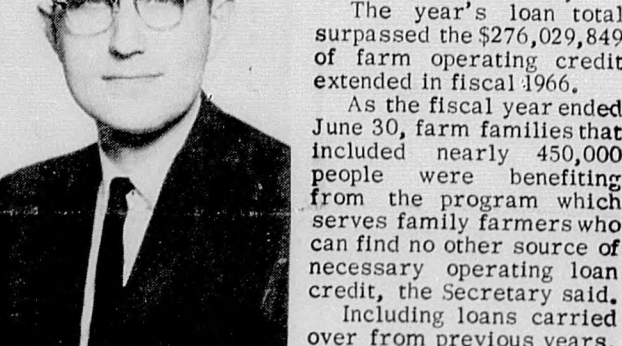 The year's loan total
surpassed the $276,029,849
of farm operating credit
extended in fiscal 1966.
As the fiscal year ended
June 30, farm families that
included nearly 450,000
people were benefiting
from the program which
serves family farmers who
can find no other source of
necessary operating loan
credit, the Secretary said.
Including loans carried
over from previous years,